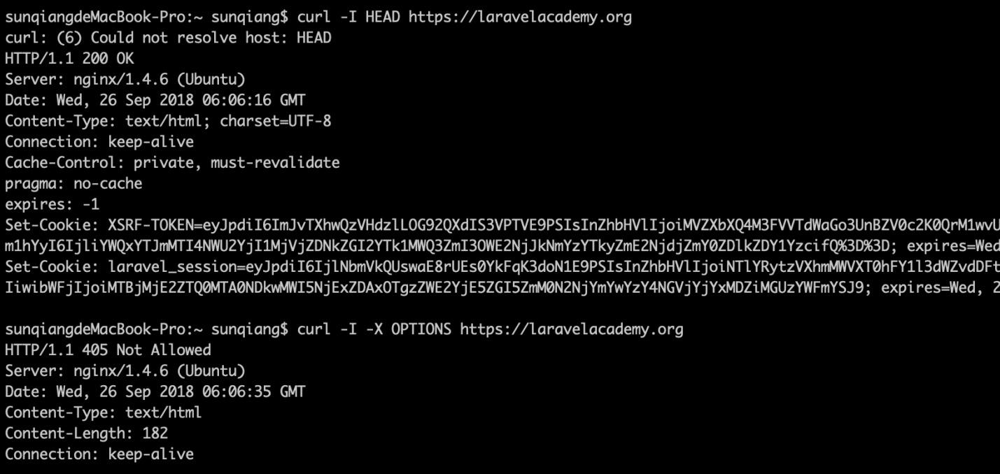 sunqiangdeMacBook-Pro:~ sunqiang$ curl -I HEAD https://laravelacademy.org
curl: (6) Could not resolve host: HEAD
HTTP/1.1 200 OK
Server: nginx/1.4.6 (Ubuntu)
Date: Wed, 26 Sep 2018 06:06:16 GMT
Content-Type: text/html; charset=UTF-8
Connection: keep-alive
Cache-Control: private, must-revalidate
pragma: no-cache
expires: -1
Set-Cookie: XSRF-TOKEN=eyJpdiI6ImJvTXhwQzVHdzlLOG92QXdIS3VPTVE9PSIsInZhbHVlIjoiMVZXbXQ4M3FVVTdWaGo3UnBZV0c2K0QrM1wvU
m1hYyI6IjliYWQxYTJmMTI4NWU2YjI1MjVjZDNkZGI2YTk1MWQ3ZmI3OWE2NjJkNmYzYTkyZmE2NjdjZmY0ZDlkZDY1YzcifQ%3D%3D; expires=Wed
Set-Cookie: laravel_session=eyJpdiI6IjlNbmVkQUswaE8rUEs0YkFqK3doN1E9PSIsInZhbHVlIjoiNTlYRytzVXhmMWVXT0hFY1l3dWZvdDFt
IiwibWFjIjoiMTBjMjE2ZTQ0MTA0NDkwMWI5NjExZDAxOTgzZWE2YjE5ZGI5ZmM0N2NjYmYwYzY4NGVjYjYxMDZiMGUzYWFmYSJ9; expires=Wed, 2
sunqiangdeMacBook-Pro:~ sunqiang$ curl -I -X OPTIONS https://laravelacademy.org
HTTP/1.1 405 Not Allowed
Server: nginx/1.4.6 (Ubuntu)
Date: Wed, 26 Sep 2018 06:06:35 GMT
Content-Type: text/html
Content-Length: 182
Connection: keep-alive